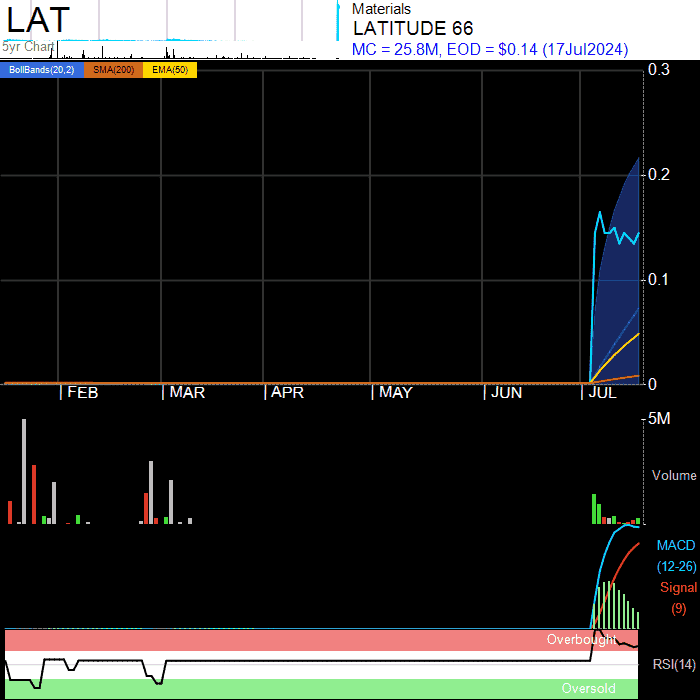 LAT
5yr Chart
Materials
LATITUDE 66
MC = 25.8M, EOD = $0.14 (17Jul2024)
BollBands(20,2) SMA(200) EMA(50)
0.3
0.2
0.1
0
FEB MAR APR MAY JUN JUL
5M
Volume
MACD
(12-26)
Signal
(9)
Overbought
RSI(14)
Oversold